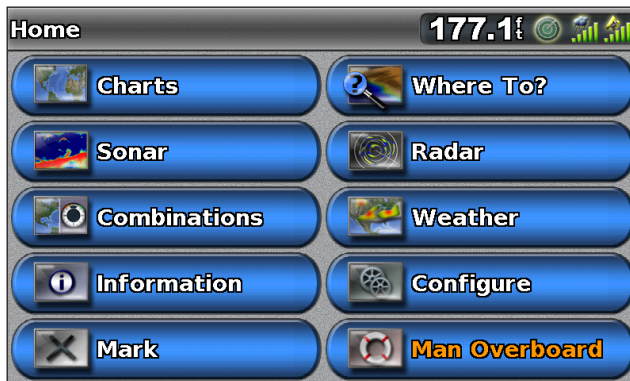 Home 177.1 ft
Charts
Where To?
Sonar
Radar
Combinations
Weather
Information
Configure
Mark
Man Overboard